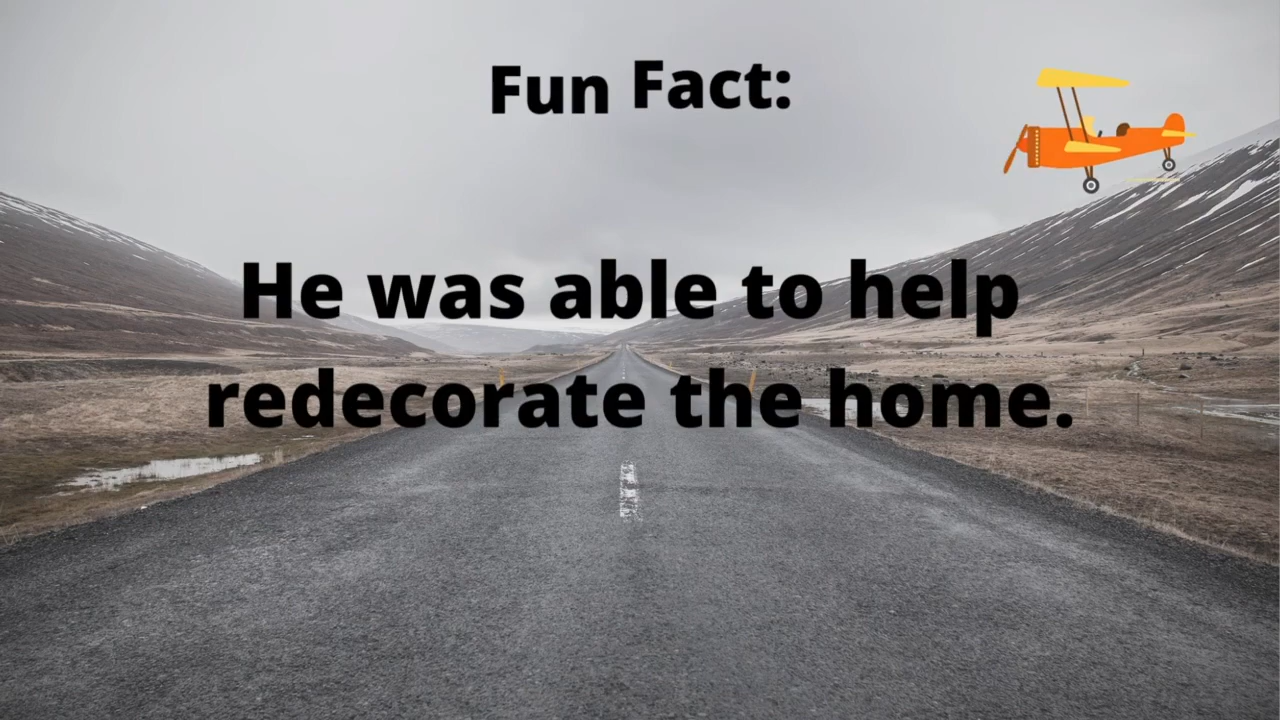 Fun Fact:
He was able to help
redecorate the home.